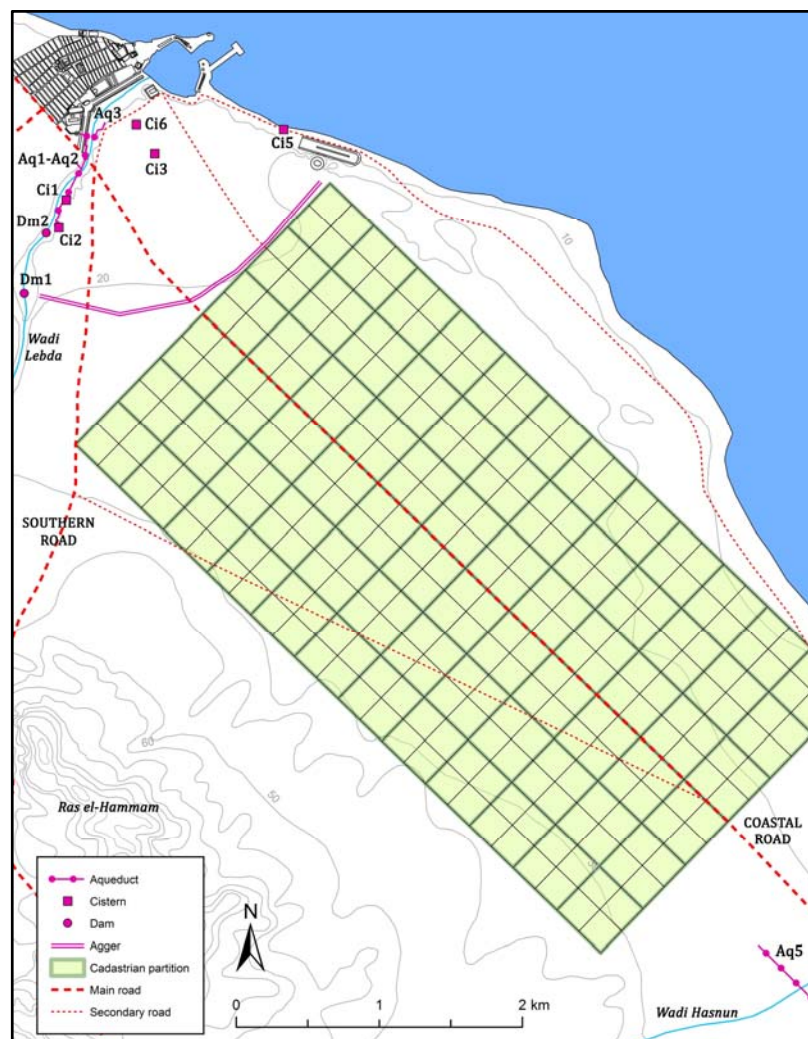 Aq3
Ci6
Ci5
Aq1-Aq2
Ci3
Ci1
Dm2
Ci2
10
20
Dm1
Wadi
Lebda
SOUTHERN
ROAD
60
50
Ras el-Hammam
COASTAL
ROAD
Aqueduct
Cistern
Dam
Agger
Cadastrian partition
Main road
Secondary road
N
0 1 2 km
Aq5
Wadi Hasnun